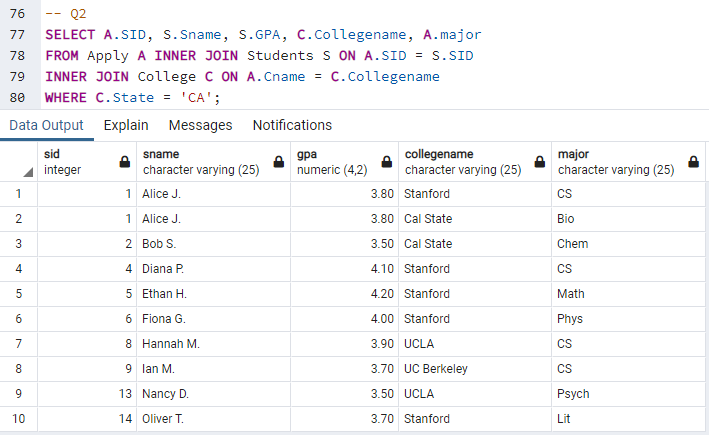 76 -- Q2
77 SELECT A.SID, S.Sname, S.GPA, C.Collegename, A.major
78 FROM Apply A INNER JOIN Students S ON A.SID = S.SID
79 INNER JOIN College C ON A.Cname = C.Collegename
80 WHERE C.State = 'CA';
Data Output Explain Messages Notifications
sid sname gpa collegename major
integer character varying (25) numeric (4,2) character varying (25) character varying (25)
1 1 Alice J. 3.80 Stanford CS
2 1 Alice J. 3.80 Cal State Bio
3 2 Bob S. 3.50 Cal State Chem
4 4 Diana P. 4.10 Stanford CS
5 5 Ethan H. 4.20 Stanford Math
6 6 Fiona G. 4.00 Stanford Phys
7 8 Hannah M. 3.90 UCLA CS
8 9 Ian M. 3.70 UC Berkeley CS
9 13 Nancy D. 3.50 UCLA Psych
10 14 Oliver T. 3.70 Stanford Lit